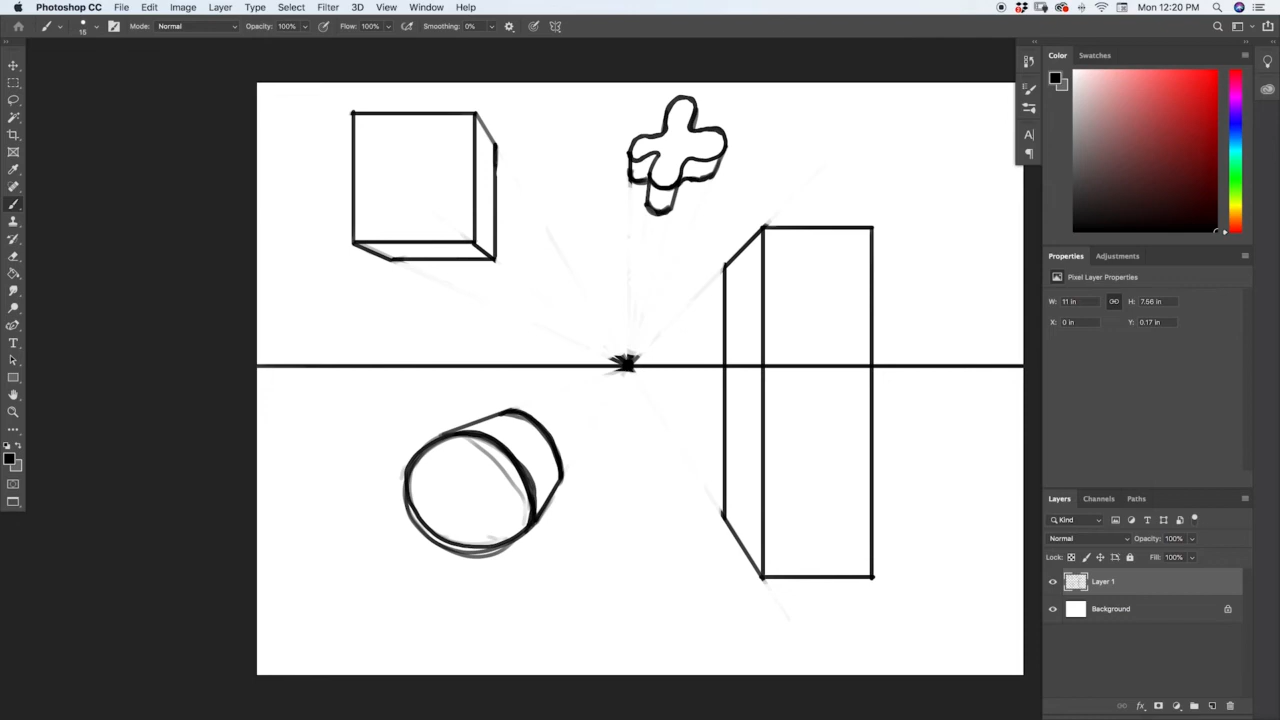 Photoshop CC File Edit Image Layer Type Select Filter 3D View Window Help Mon 12:20 PM
15 Mode: Normal Opacity: 100% Flow: 100% Smoothing: 0%
Color Swatches
A|
Properties Adjustments
Pixel Layer Properties
W: 11 in H: 7.56 in
X: 0 in Y: 0.17 in
Layers Channels Paths
Kind
Normal Opacity: 100%
Lock: Fill: 100%
Layer 1
Background
fx